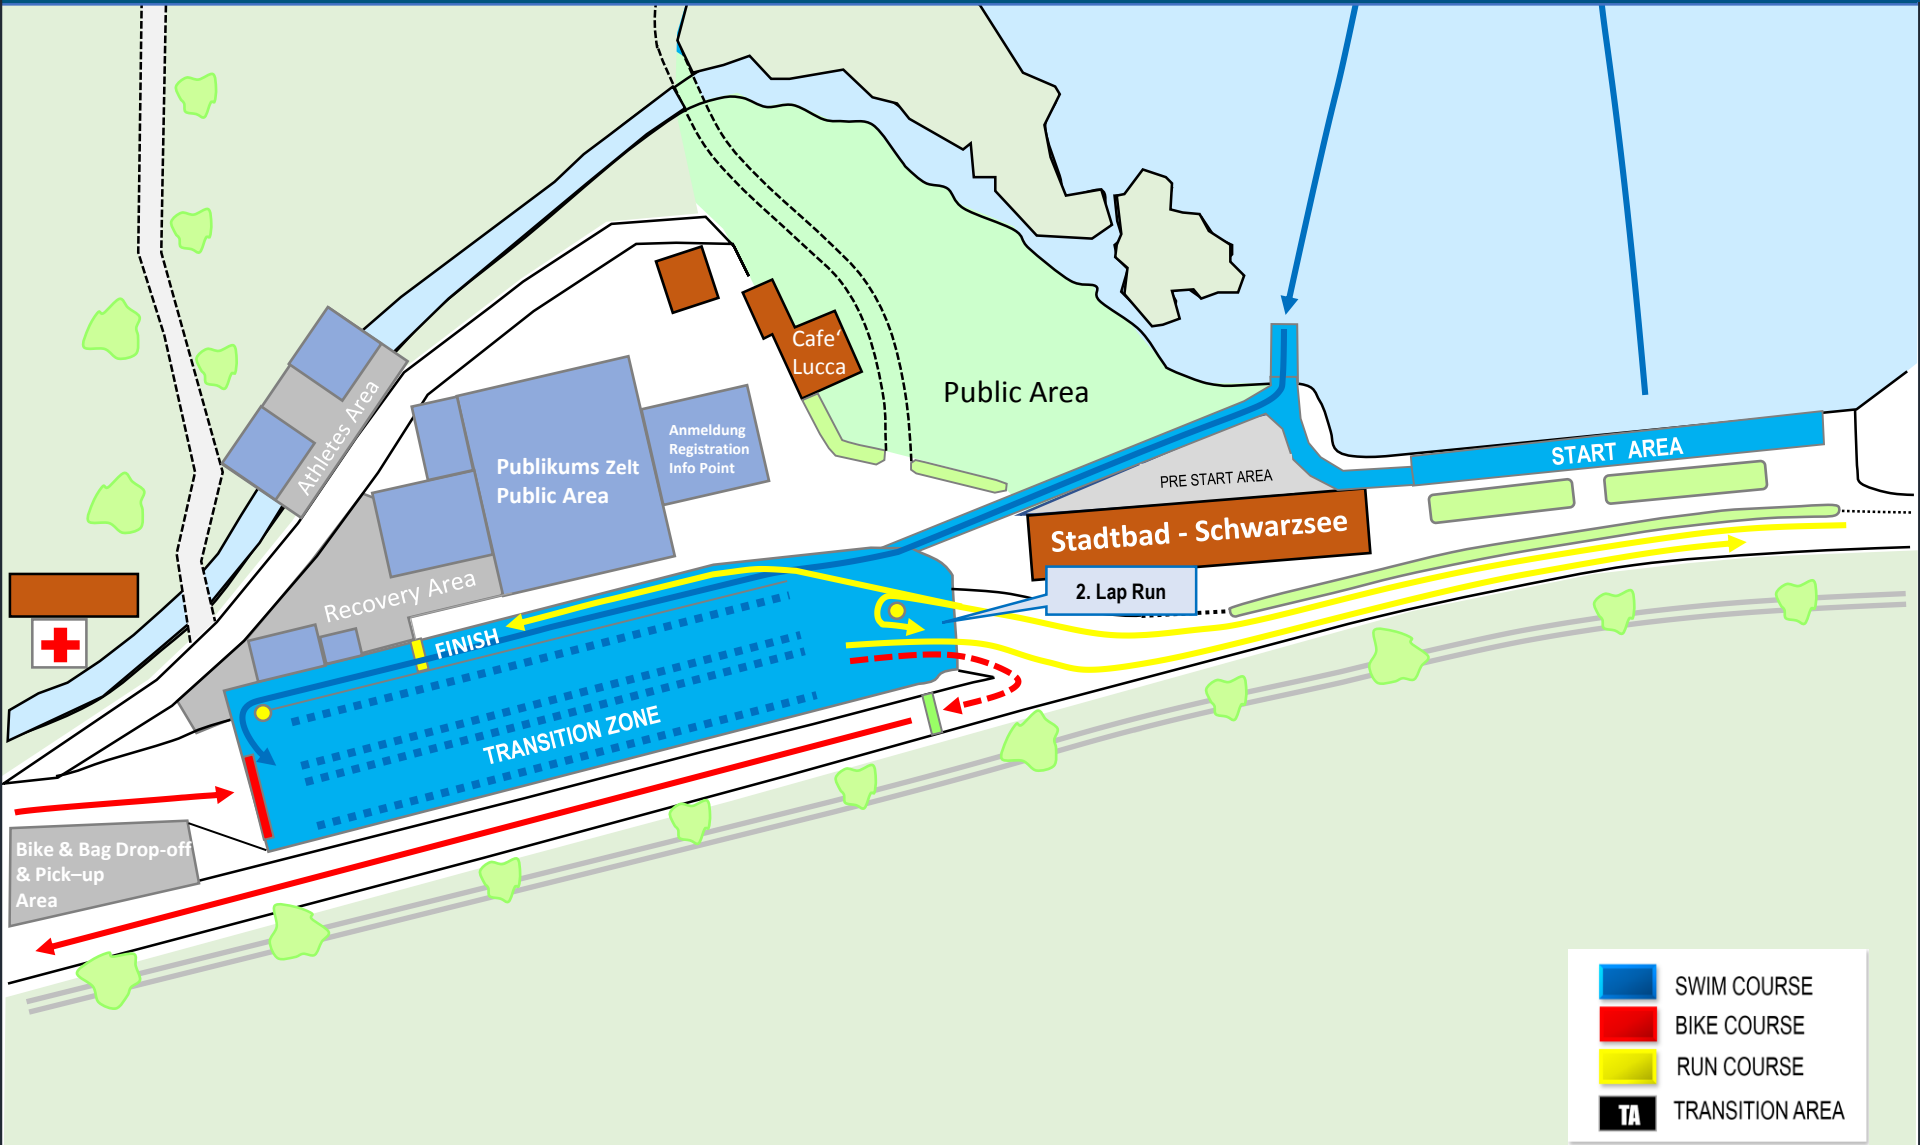 Cafe‘
Lucca
Public Area
Athletes Area
Anmeldung
Registration
Info Point
Publikums Zelt
Public Area
START AREA
PRE START AREA
Stadtbad - Schwarzsee
Recovery Area
2. Lap Run
FINISH
TRANSITION ZONE
Bike & Bag Drop-off
& Pick–up
Area
SWIM COURSE
BIKE COURSE
RUN COURSE
TA TRANSITION AREA